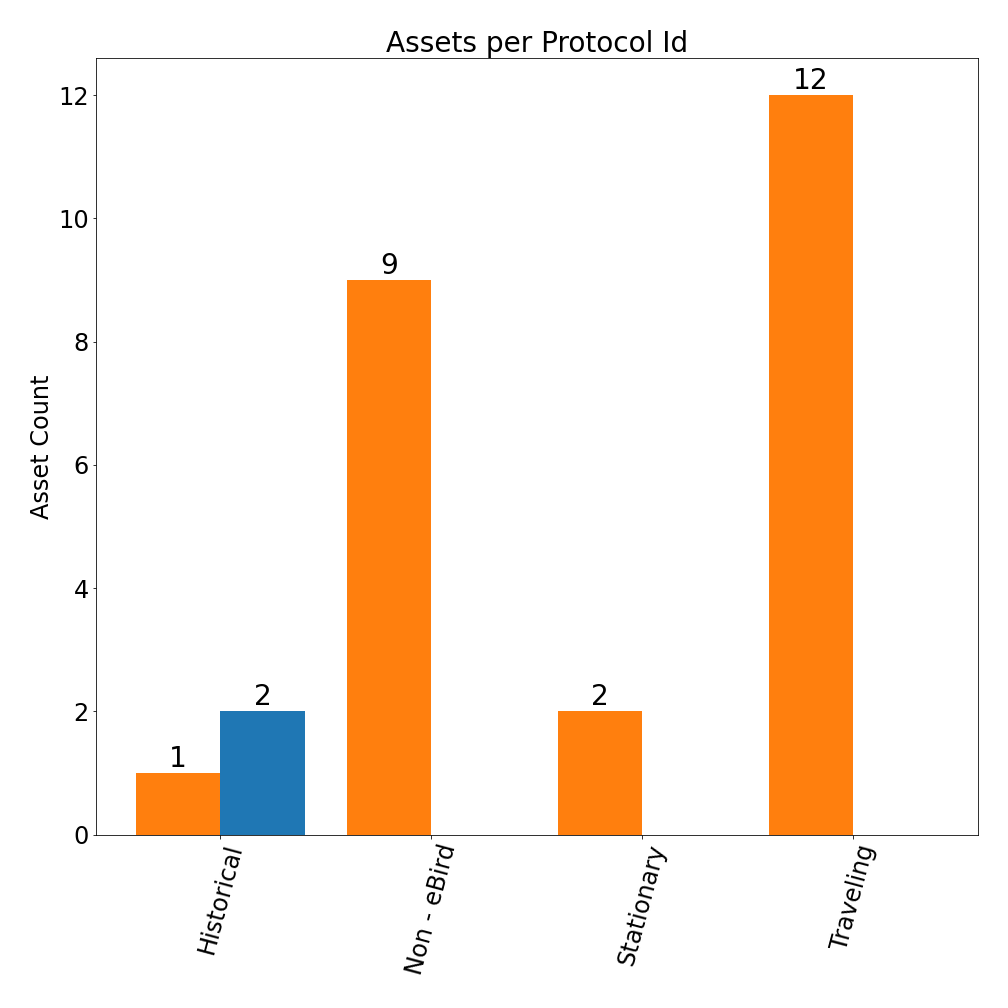 Assets per Protocol Id
12
10
8
6
4
2
0
Asset Count
1
2
9
2
12
Historical
Non - eBird
Stationary
Traveling